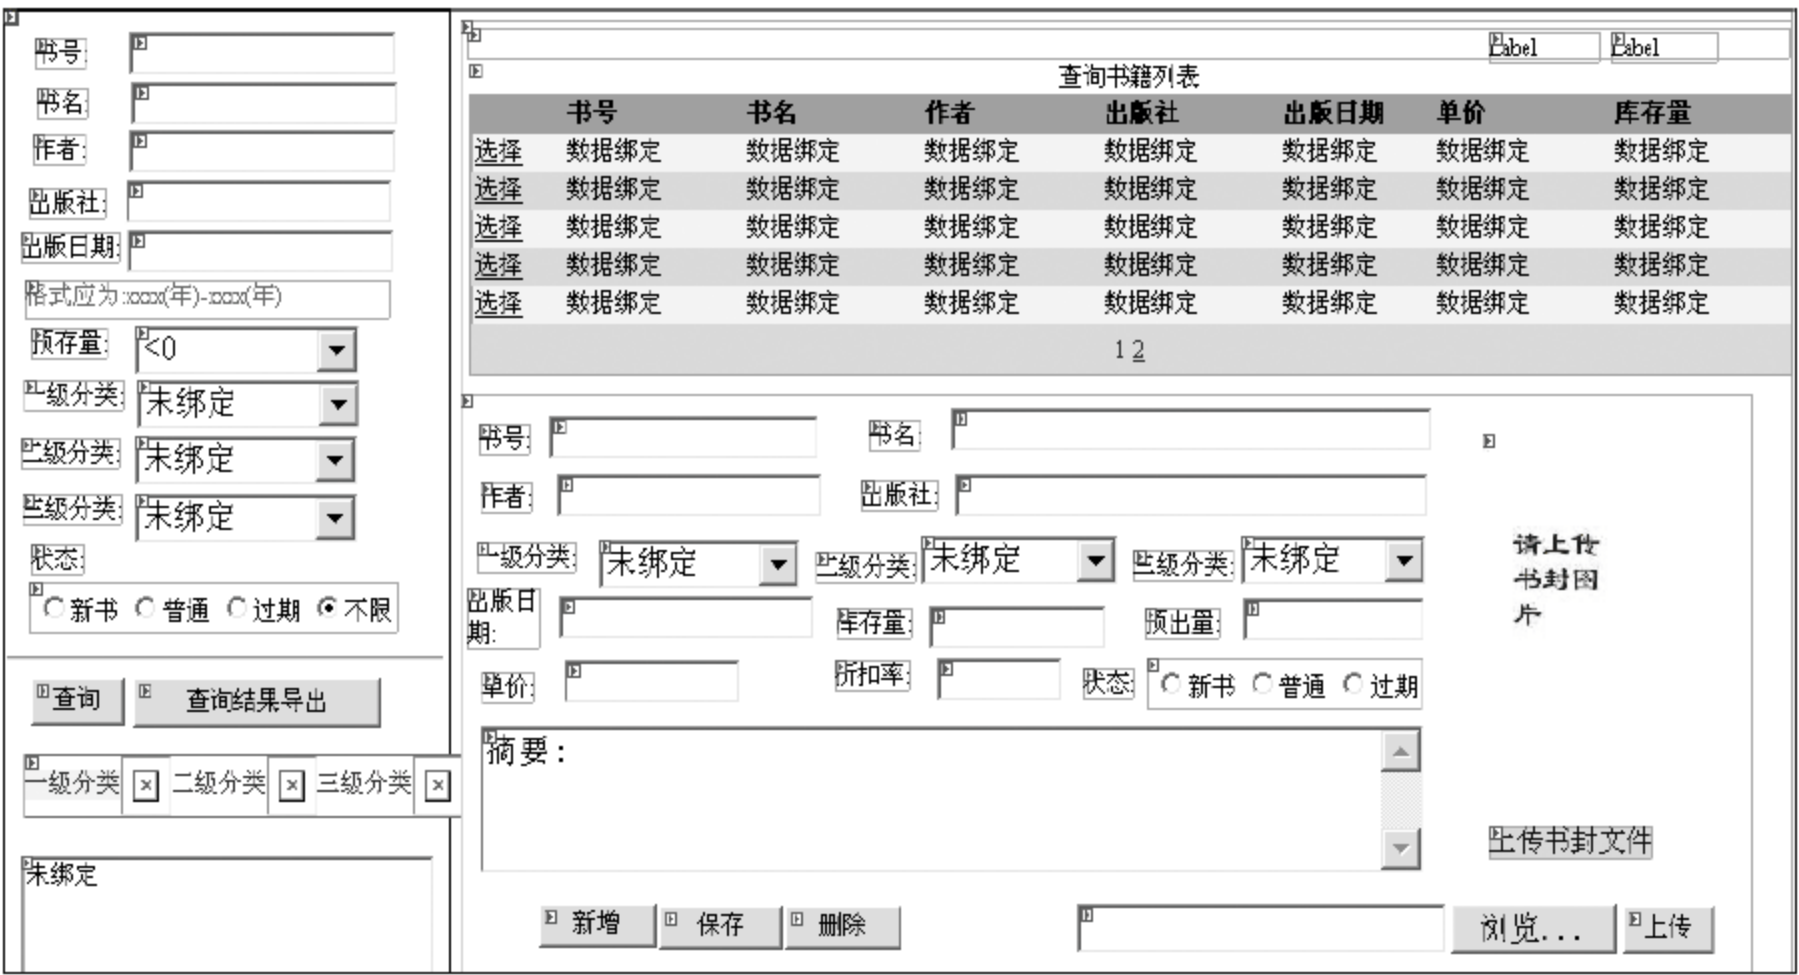 书号:
书名:
作者:
出版社:
出版日期:
格式应为:xxxx(年)-xxxx(年)
预存量: <0
一级分类: 未绑定
二级分类: 未绑定
三级分类: 未绑定
状态:
新书 普通 过期 不限
查询 查询结果导出
一级分类 二级分类 三级分类
未绑定
Label Label
查询书籍列表
书号 书名 作者 出版社 出版日期 单价 库存量
选择 数据绑定 数据绑定 数据绑定 数据绑定 数据绑定 数据绑定 数据绑定
选择 数据绑定 数据绑定 数据绑定 数据绑定 数据绑定 数据绑定 数据绑定
选择 数据绑定 数据绑定 数据绑定 数据绑定 数据绑定 数据绑定 数据绑定
选择 数据绑定 数据绑定 数据绑定 数据绑定 数据绑定 数据绑定 数据绑定
选择 数据绑定 数据绑定 数据绑定 数据绑定 数据绑定 数据绑定 数据绑定
1 2
书号: 书名:
作者: 出版社:
一级分类: 未绑定 二级分类: 未绑定 三级分类: 未绑定
出版日
期: 库存量: 预出量:
单价: 折扣率: 状态: 新书 普通 过期
摘要:
请上传
书封图
片
上传书封文件
新增 保存 删除 浏览... 上传